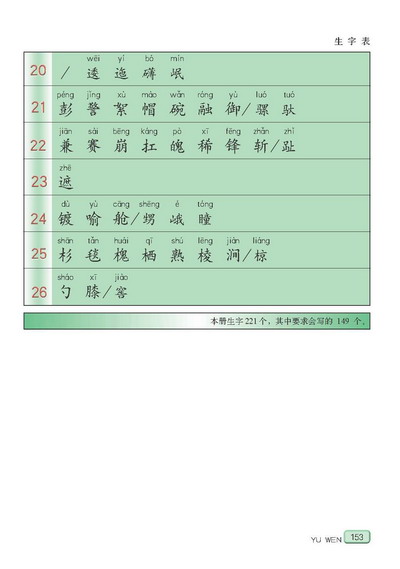 生字表
wēi yǐ bó mín
20 / 逶 迤 礴 岷
péng jǐng xù mào wǎn róng yù luó tuó
21 彭 警 絮 帽 碗 融 御 / 骡 驮
jiān sài bēng káng pò xī fēng zhǎn zhǐ
22 兼 赛 崩 扛 魄 稀 锋 斩 / 趾
zhē
23 遮
dù yù cāng shēng é tóng
24 镀 喻 舱 / 甥 峨 瞳
shān tǎn huái qī shú léng jiàn liáng
25 杉 毯 槐 栖 熟 棱 涧 / 椋
sháo xī jiào
26 勺 膝 / 窖
本册生字221个，其中要求会写的 149 个。
YU WEN 153